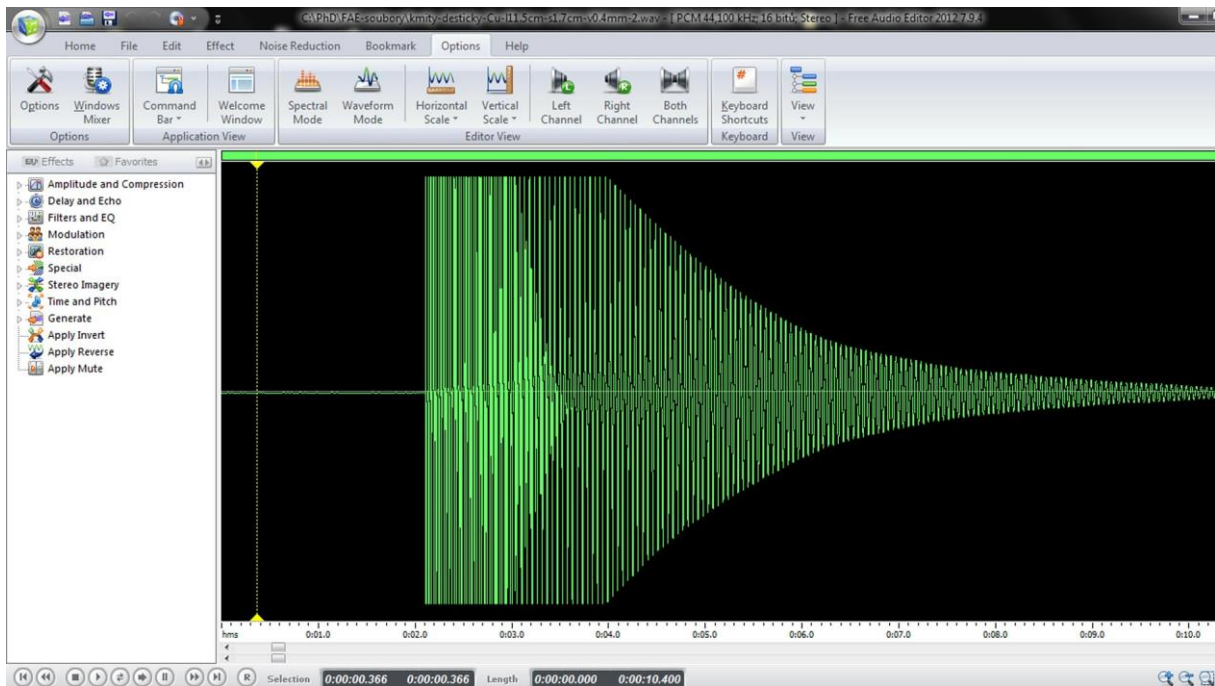 C:\PhD\FAE-soubory\kmity-desticky-Cu-l11.5cm-s1.7cm-v0.4mm-2.wav - [ PCM 44,100 kHz; 16 bitů; Stereo ] - Free Audio Editor 2012 7.9.4
Home File Edit Effect Noise Reduction Bookmark Options Help
Options Windows Mixer Command Bar Welcome Window Spectral Mode Waveform Mode Horizontal Scale Vertical Scale Left Channel Right Channel Both Channels Keyboard Shortcuts View
Options Application View Editor View Keyboard View
Effects Favorites
Amplitude and Compression
Delay and Echo
Filters and EQ
Modulation
Restoration
Special
Stereo Imagery
Time and Pitch
Generate
Apply Invert
Apply Reverse
Apply Mute
hms 0:01.0 0:02.0 0:03.0 0:04.0 0:05.0 0:06.0 0:07.0 0:08.0 0:09.0 0:10.0
R Selection 0:00:00.366 0:00:00.366 Length 0:00:00.000 0:00:10.400